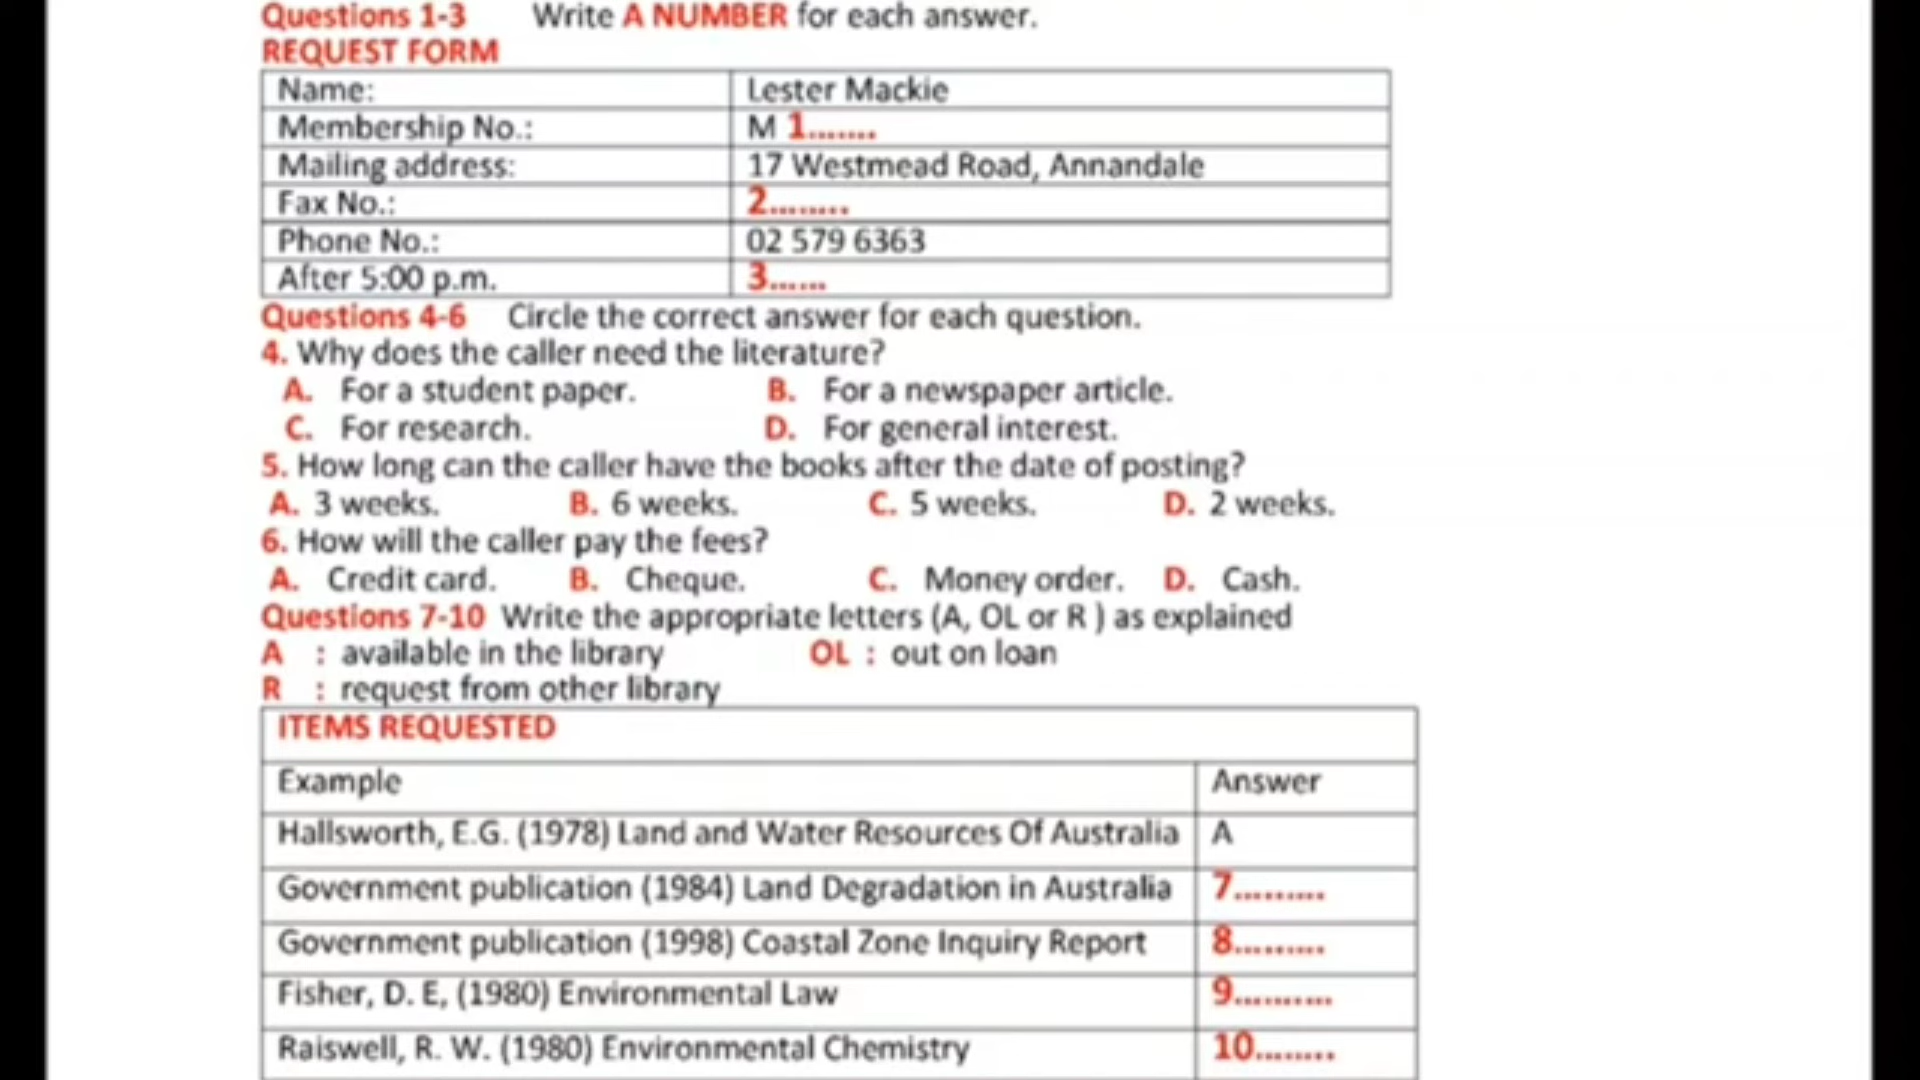 Questions 1-3 Write A NUMBER for each answer.
REQUEST FORM
Name: Lester Mackie
Membership No.: M 1.......
Mailing address: 17 Westmead Road, Annandale
Fax No.: 2........
Phone No.: 02 579 6363
After 5:00 p.m. 3......
Questions 4-6 Circle the correct answer for each question.
4. Why does the caller need the literature?
A. For a student paper. B. For a newspaper article.
C. For research. D. For general interest.
5. How long can the caller have the books after the date of posting?
A. 3 weeks. B. 6 weeks. C. 5 weeks. D. 2 weeks.
6. How will the caller pay the fees?
A. Credit card. B. Cheque. C. Money order. D. Cash.
Questions 7-10 Write the appropriate letters (A, OL or R ) as explained
A : available in the library OL : out on loan
R : request from other library
ITEMS REQUESTED
Example Answer
Hallsworth, E.G. (1978) Land and Water Resources Of Australia A
Government publication (1984) Land Degradation in Australia 7.........
Government publication (1998) Coastal Zone Inquiry Report 8.........
Fisher, D. E, (1980) Environmental Law 9..........
Raiswell, R. W. (1980) Environmental Chemistry 10........